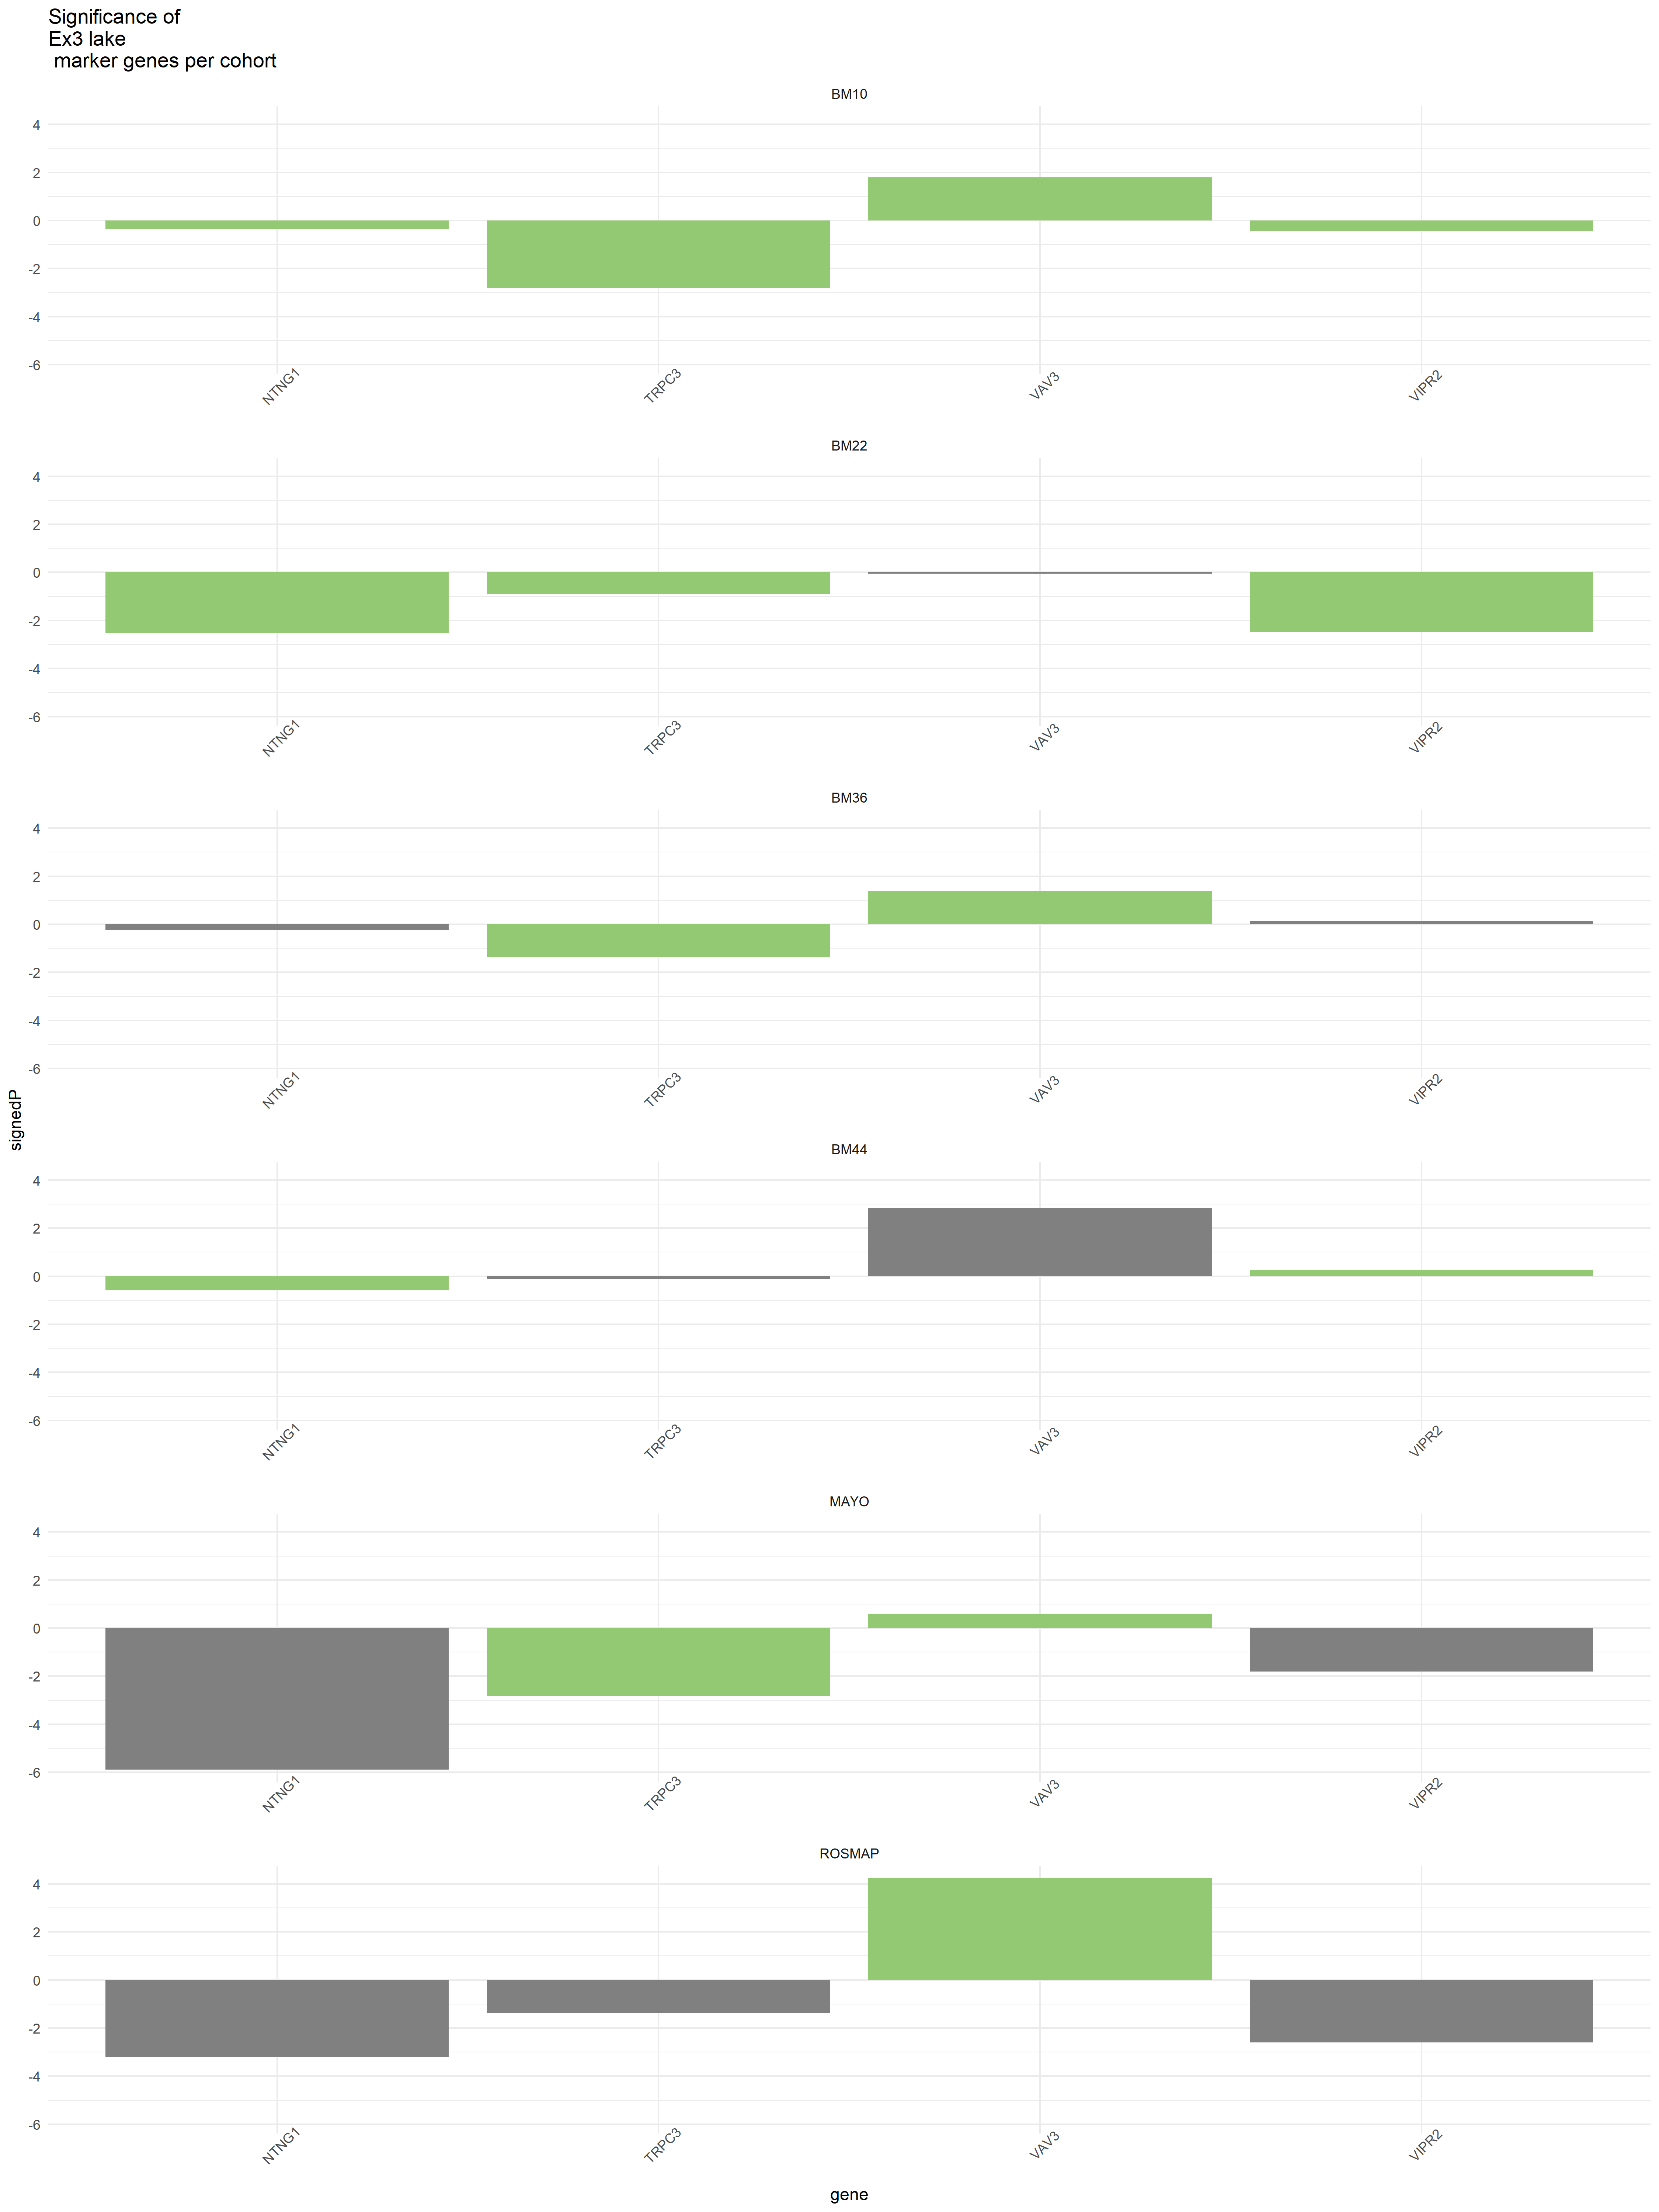 Significance of
Ex3 lake
marker genes per cohort
BM10
4
2
0
-2
-4
-6
NTNG1 TRPC3 VAV3 VIPR2
BM22
4
2
0
-2
-4
-6
NTNG1 TRPC3 VAV3 VIPR2
BM36
4
2
0
-2
-4
-6
NTNG1 TRPC3 VAV3 VIPR2
signedP
BM44
4
2
0
-2
-4
-6
NTNG1 TRPC3 VAV3 VIPR2
MAYO
4
2
0
-2
-4
-6
NTNG1 TRPC3 VAV3 VIPR2
ROSMAP
4
2
0
-2
-4
-6
NTNG1 TRPC3 VAV3 VIPR2
gene